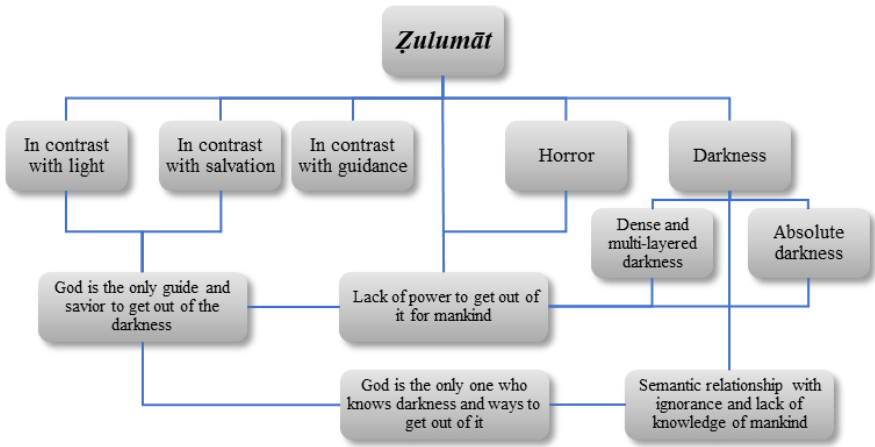 Ẓulumāt
In contrast
with light
In contrast
with salvation
In contrast
with guidance
Horror
Darkness
Dense and
multi-layered
darkness
Absolute
darkness
God is the only guide and
savior to get out of the
darkness
Lack of power to get out of
it for mankind
God is the only one who
knows darkness and ways to
get out of it
Semantic relationship with
ignorance and lack of
knowledge of mankind